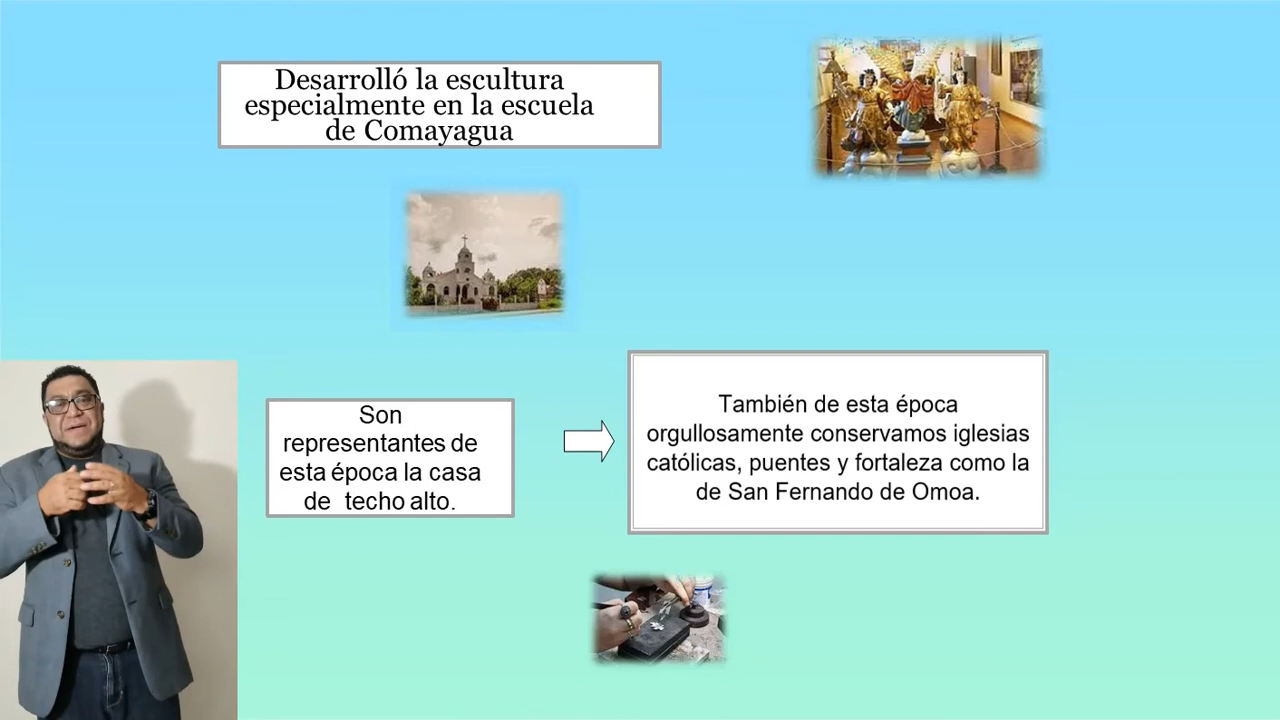 Desarrolló la escultura
especialmente en la escuela
de Comayagua
Son
representantes de
esta época la casa
de techo alto.
También de esta época
orgullosamente conservamos iglesias
católicas, puentes y fortaleza como la
de San Fernando de Omoa.